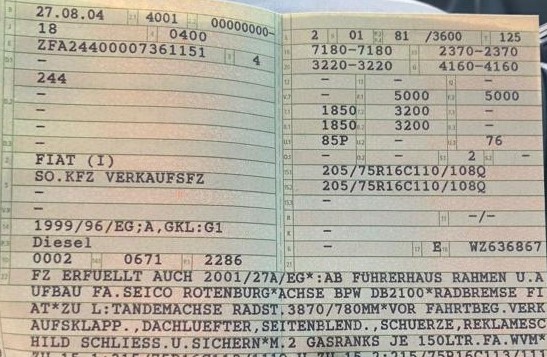 27.08.04 4001 00000000-
18 0400
ZFA24400007361151 4
-
244
-
-
-
FIAT (I)
SO.KFZ VERKAUFSFZ
-
-
1999/96/EG;A,GKL:G1
Diesel
0002 0671 2286
2 01 81 /3600 125
7180-7180 2370-2370
3220-3220 4160-4160
- - -
- 5000 5000
1850 3200 -
1850 3200 -
85P 76
- - 2 -
205/75R16C110/108Q
205/75R16C110/108Q
-
- -/-
- E WZ636867
FZ ERFUELLT AUCH 2001/27A/EG*:AB FÜHRERHAUS RAHMEN U.A
UFBAU FA.SEICO ROTENBURG*ACHSE BPW DB2100*RADBREMSE FI
AT*ZU L:TANDEMACHSE RADST.3870/780MM*VOR FAHRTBEG.VERK
AUFSKLAPP.,DACHLUEFTER,SEITENBLEND.,SCHUERZE,REKLAMESC
HILD SCHLIESS.U.SICHERN*M.2 GASRANKS JE 150LTR.FA.WVM*